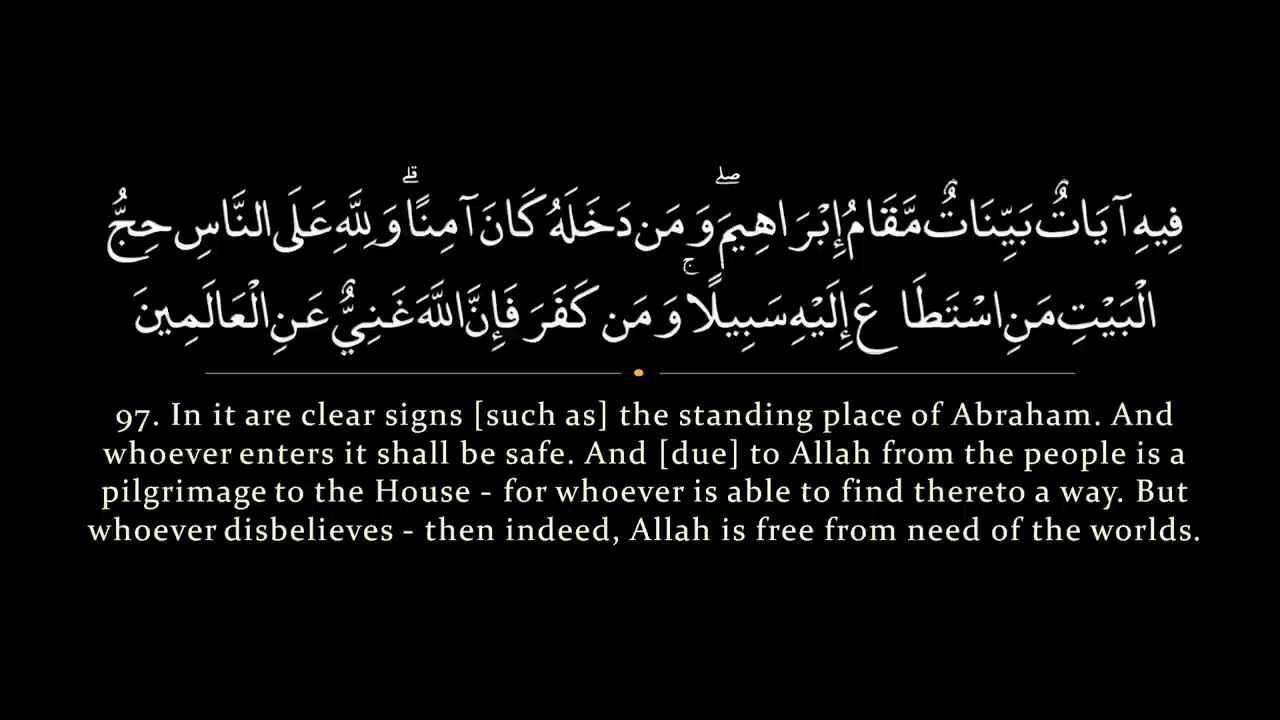 فِيهِ آيَاتٌ بَيِّنَاتٌ مَّقَامُ إِبْرَاهِيمَ ۖ وَمَن دَخَلَهُ كَانَ آمِنًا ۗ وَلِلَّهِ عَلَى النَّاسِ حِجُّ
الْبَيْتِ مَنِ اسْتَطَاعَ إِلَيْهِ سَبِيلًا ۚ وَمَن كَفَرَ فَإِنَّ اللَّهَ غَنِيٌّ عَنِ الْعَالَمِينَ
97. In it are clear signs [such as] the standing place of Abraham. And
whoever enters it shall be safe. And [due] to Allah from the people is a
pilgrimage to the House - for whoever is able to find thereto a way. But
whoever disbelieves - then indeed, Allah is free from need of the worlds.